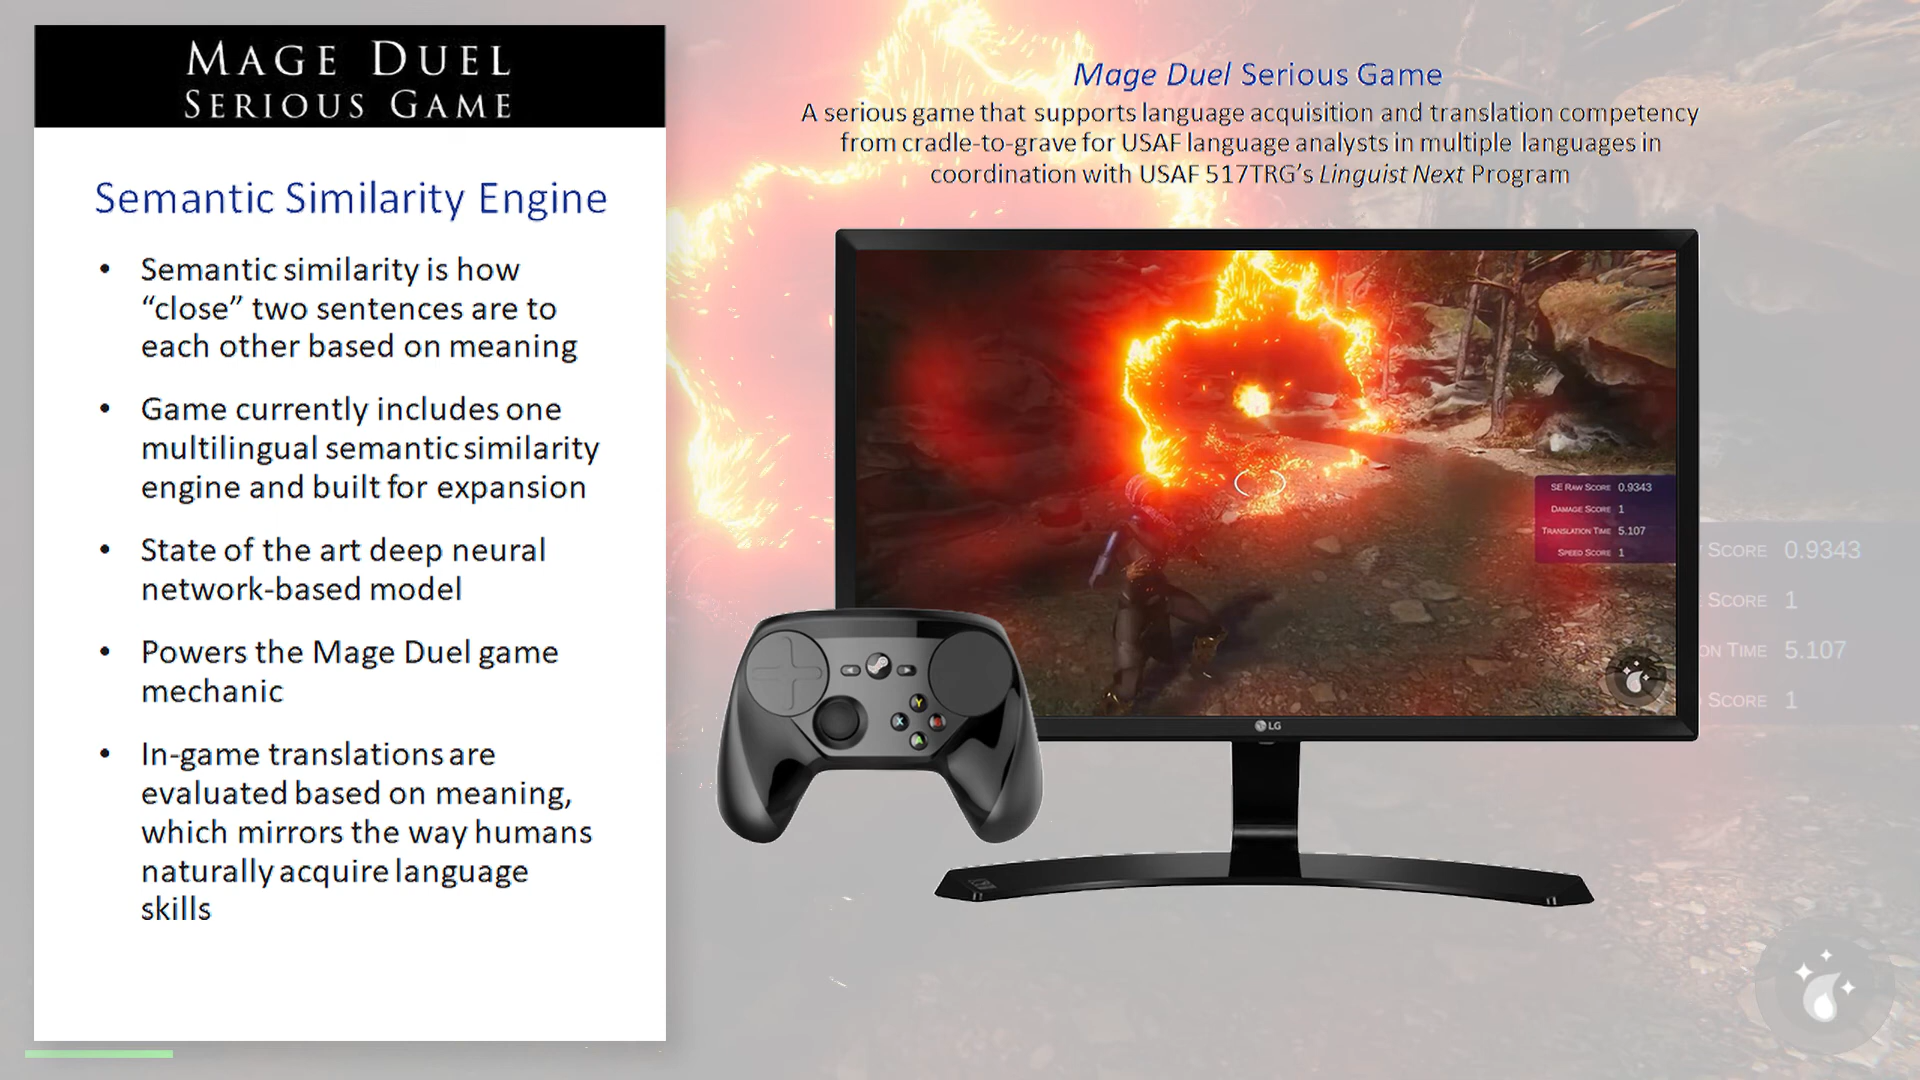 MAGE DUEL
SERIOUS GAME
Semantic Similarity Engine
• Semantic similarity is how
“close” two sentences are to
each other based on meaning
• Game currently includes one
multilingual semantic similarity
engine and built for expansion
• State of the art deep neural
network-based model
• Powers the Mage Duel game
mechanic
• In-game translations are
evaluated based on meaning,
which mirrors the way humans
naturally acquire language
skills
Mage Duel Serious Game
A serious game that supports language acquisition and translation competency
from cradle-to-grave for USAF language analysts in multiple languages in
coordination with USAF 517TRG’s Linguist Next Program
SE RAW SCORE 0.9343
DAMAGE SCORE 1
TRANSLATION TIME 5.107
SPEED SCORE 1
LG
Y
X
A
SCORE 0.9343
SCORE 1
ON TIME 5.107
SCORE 1